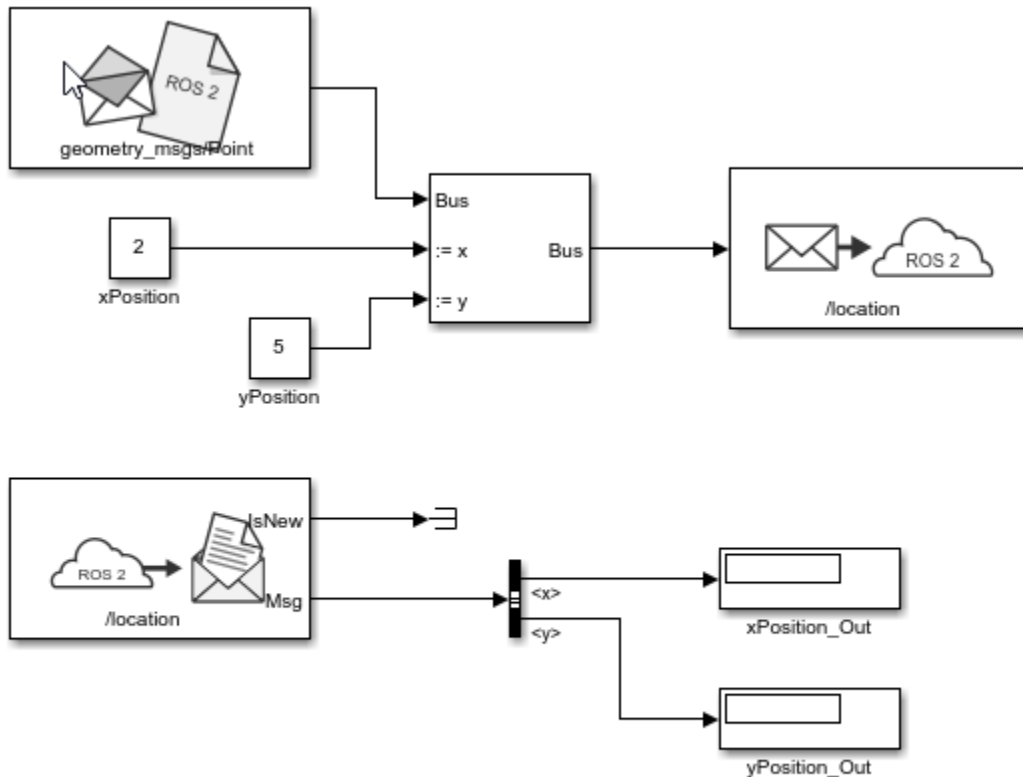 ROS 2
geometry_msgs/Point
2
xPosition
5
yPosition
Bus
:= x
:= y
Bus
ROS 2
/location
ROS 2
/location
IsNew
Msg
<x>
<y>
xPosition_Out
yPosition_Out